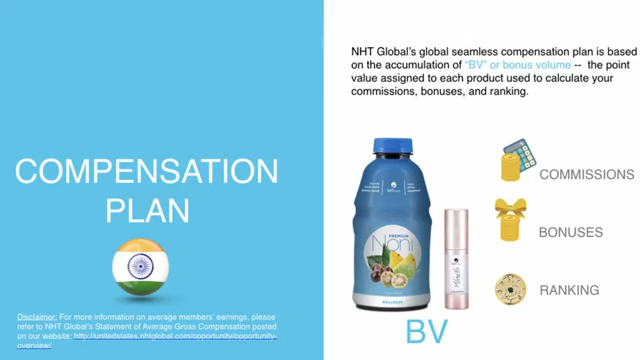 COMPENSATION
PLAN
Disclaimer: For more information on average members' earnings, please
refer to NHT Global's Statement of Average Gross Compensation posted
on our website: http://unitedstates.nhtglobal.com/opportunity/opportunity-
overview/
NHT Global's global seamless compensation plan is based
on the accumulation of "BV" or bonus volume -- the point
value assigned to each product used to calculate your
commissions, bonuses, and ranking.
PREMIUM
Noni
WELLNESS
BV
COMMISSIONS
BONUSES
RANKING